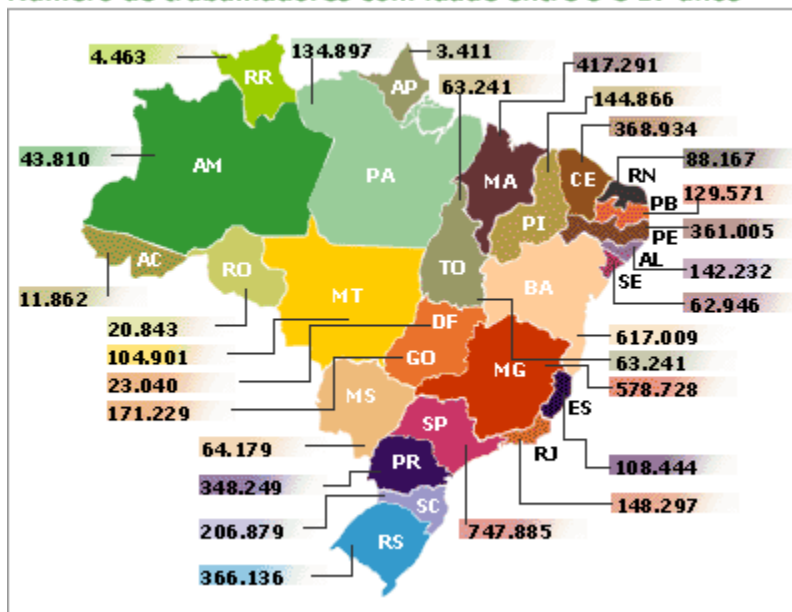 4.463
134.897
3.411
63.241
417.291
144.866
368.934
RR
AP
43.810
AM
PA
MA
PI
CE
RN
88.167
PB
129.571
PE
361.005
AL
142.232
SE
62.946
AC
RO
MT
TO
BA
11.862
20.843
104.901
23.040
171.229
DF
GO
MG
617.009
63.241
578.728
MS
SP
ES
RJ
64.179
PR
108.444
348.249
148.297
206.879
SC
747.885
RS
366.136